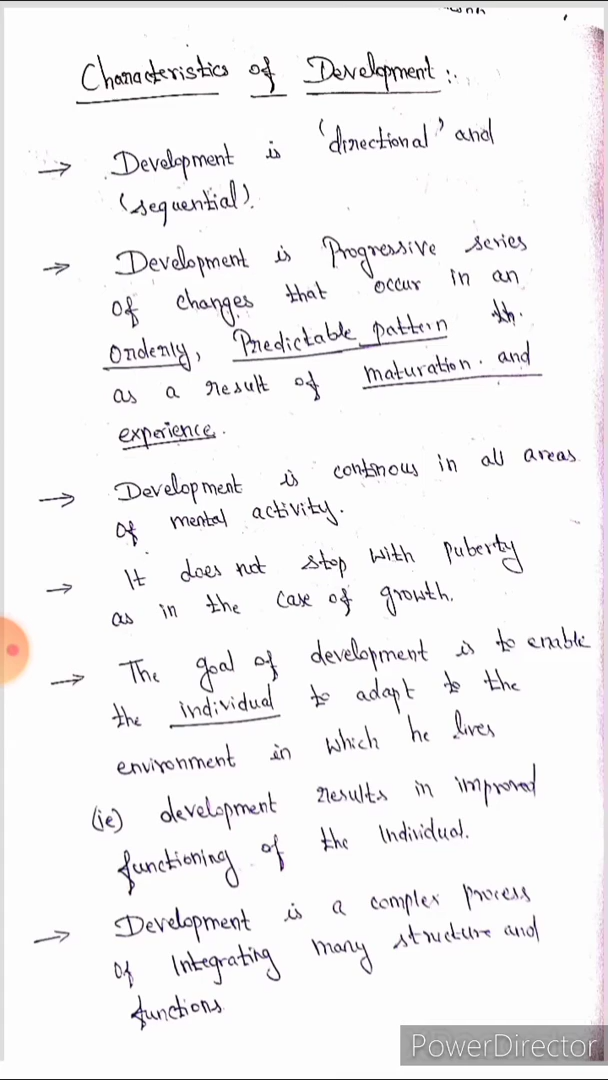 Characteristics of Development :.
→ Development is 'directional' and
(sequential).
→ Development is Progressive series
of changes that occur in an
orderly, Predictable pattern th.
as a result of maturation. and
experience.
→ Development is continous in all areas
of mental activity.
→ It does not stop with puberty
as in the case of growth.
→ The goal of development is to enable
the individual to adapt to the
environment in which he lives
(ie) development results in improved
functioning of the Individual.
→ Development is a complex process
of Integrating many structure and
functions.
PowerDirector